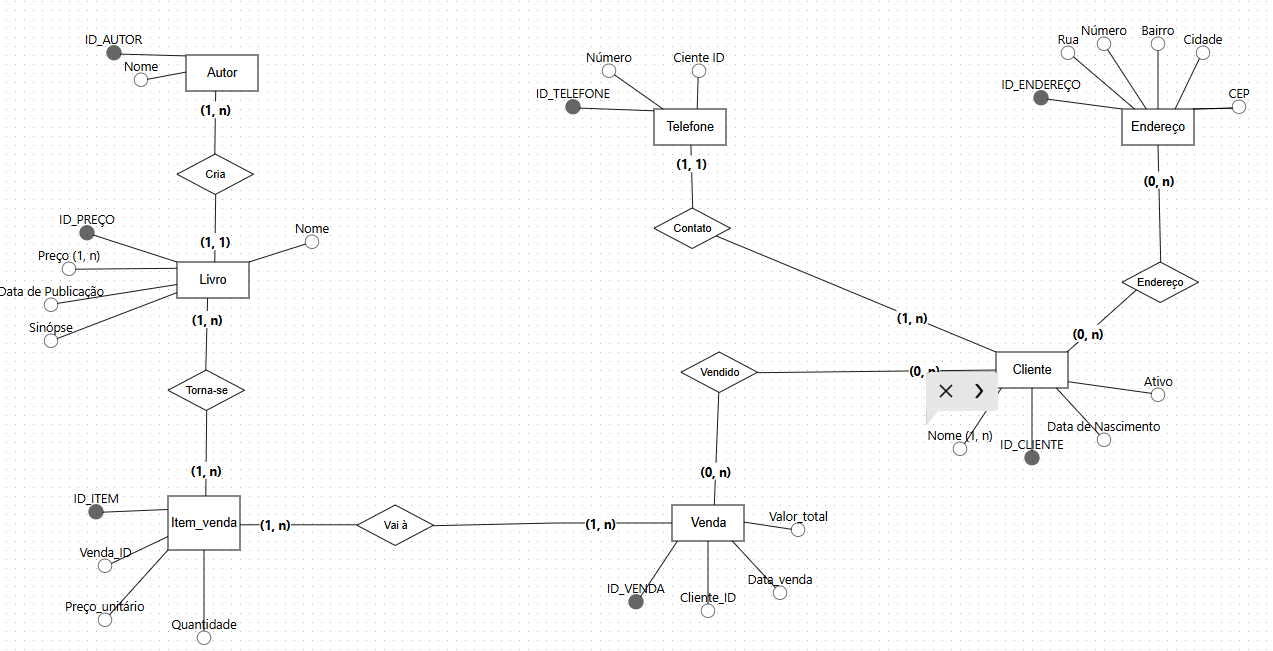 ID_AUTOR
Nome
Autor
(1, n)
Cria
(1, 1)
ID_PREÇO
Nome
Preço (1, n)
Livro
Data de Publicação
Sinópse
(1, n)
Torna-se
(1, n)
ID_ITEM
Item_venda
(1, n)
Vai à
(1, n)
Venda_ID
Preço_unitário
Quantidade
Número
Ciente ID
ID_TELEFONE
Telefone
(1, 1)
Contato
(1, n)
Rua
Número
Bairro
Cidade
ID_ENDEREÇO
CEP
Endereço
(0, n)
Endereço
(0, n)
Cliente
Vendido
(0, n)
Ativo
Data de Nascimento
Nome (1, n)
ID_CLIENTE
(0, n)
Venda
Valor_total
ID_VENDA
Cliente_ID
Data_venda